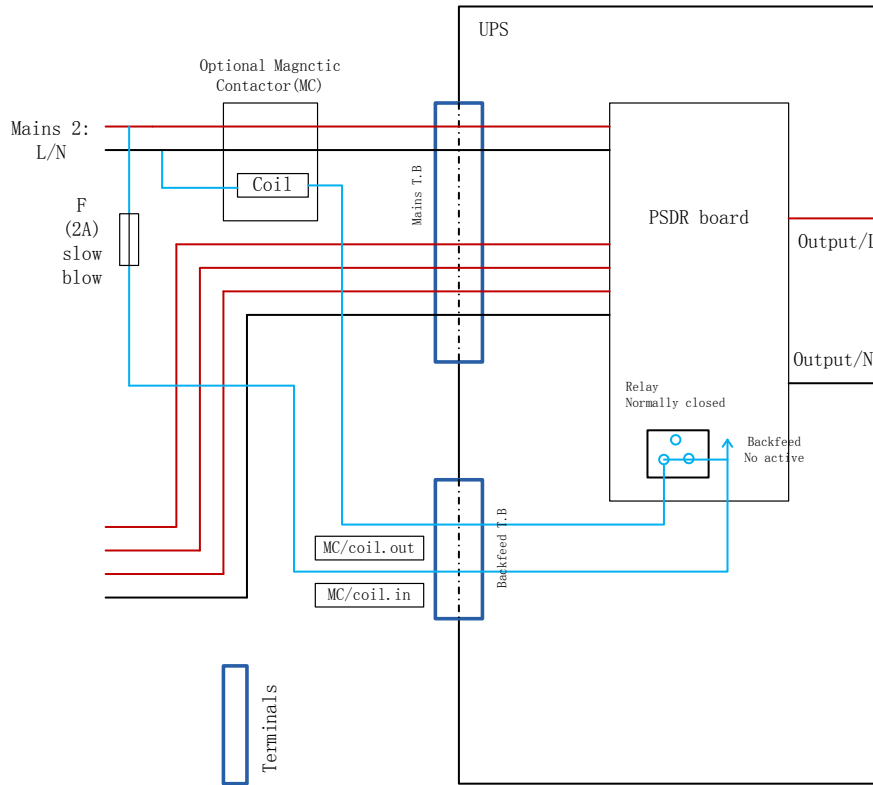 UPS
Optional Magnctic
Contactor(MC)
Mains 2:
L/N
Coil
Mains T.B
F
(2A)
slow
blow
PSDR board
Output/L
Output/N
Relay
Normally closed
Backfeed
No active
MC/coil.out
Backfeed T.B
MC/coil.in
Terminals